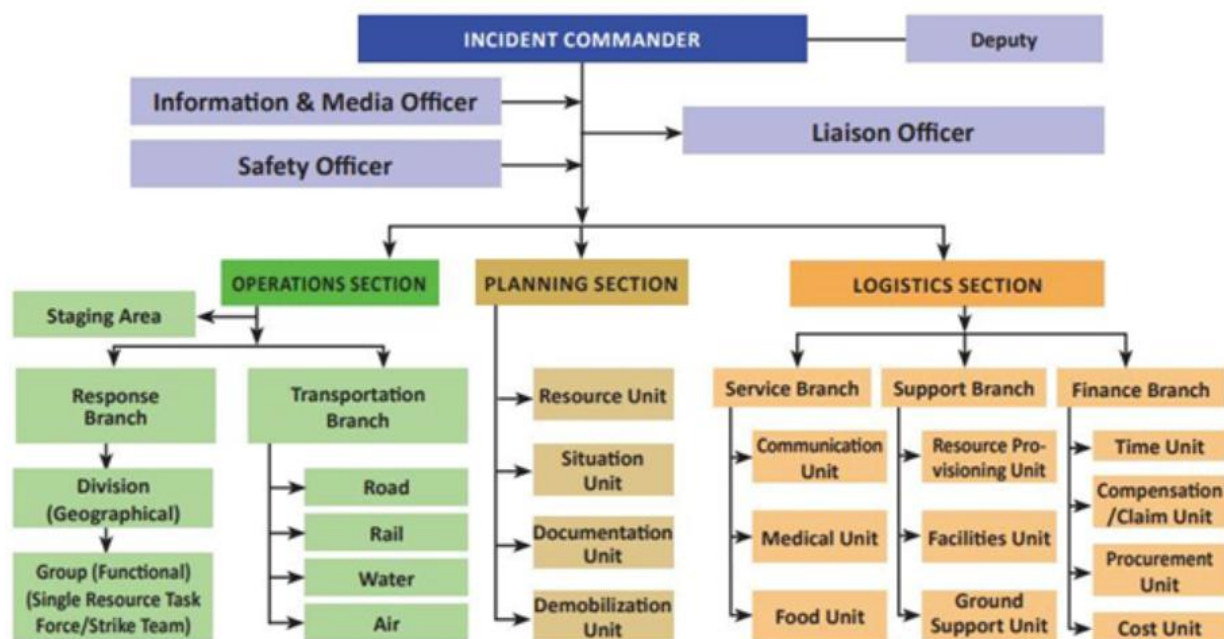 INCIDENT COMMANDER
Deputy
Information & Media Officer
Liaison Officer
Safety Officer
OPERATIONS SECTION
PLANNING SECTION
LOGISTICS SECTION
Staging Area
Response
Branch
Transportation
Branch
Division
(Geographical)
Group (Functional)
(Single Resource Task
Force/Strike Team)
Road
Rail
Water
Air
Resource Unit
Situation
Unit
Documentation
Unit
Demobilization
Unit
Service Branch
Support Branch
Finance Branch
Communication
Unit
Medical Unit
Food Unit
Resource Pro-
visioning Unit
Facilities Unit
Ground
Support Unit
Time Unit
Compensation
/Claim Unit
Procurement
Unit
Cost Unit